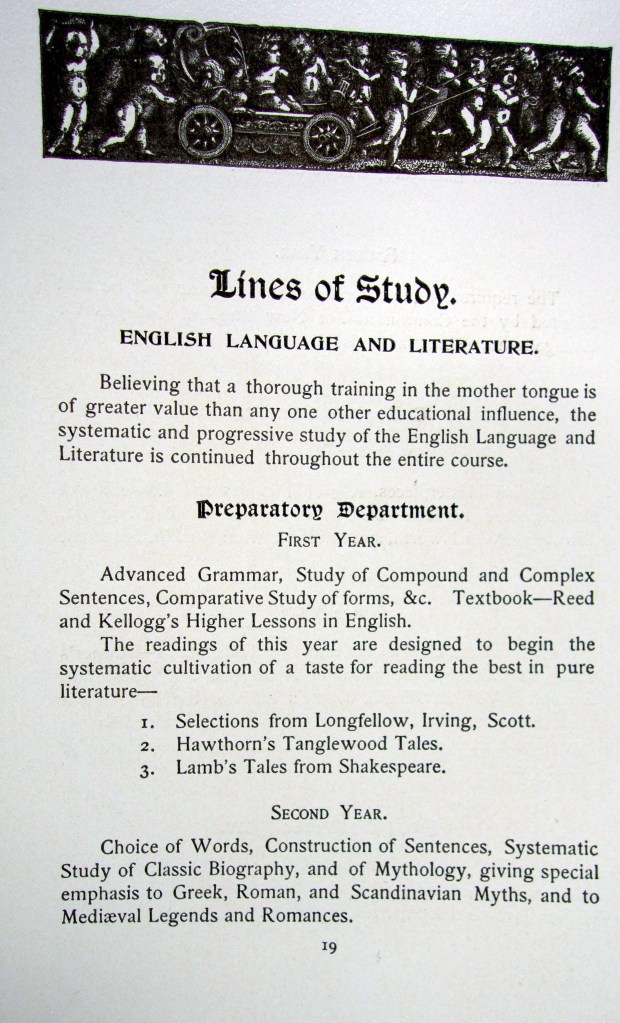 Lines of Study.
ENGLISH LANGUAGE AND LITERATURE.
Believing that a thorough training in the mother tongue is
of greater value than any one other educational influence, the
systematic and progressive study of the English Language and
Literature is continued throughout the entire course.
Preparatory Department.
FIRST YEAR.
Advanced Grammar, Study of Compound and Complex
Sentences, Comparative Study of forms, &c. Textbook—Reed
and Kellogg's Higher Lessons in English.
The readings of this year are designed to begin the
systematic cultivation of a taste for reading the best in pure
literature—
1. Selections from Longfellow, Irving, Scott.
2. Hawthorn's Tanglewood Tales.
3. Lamb's Tales from Shakespeare.
SECOND YEAR.
Choice of Words, Construction of Sentences, Systematic
Study of Classic Biography, and of Mythology, giving special
emphasis to Greek, Roman, and Scandinavian Myths, and to
Mediæval Legends and Romances.
19